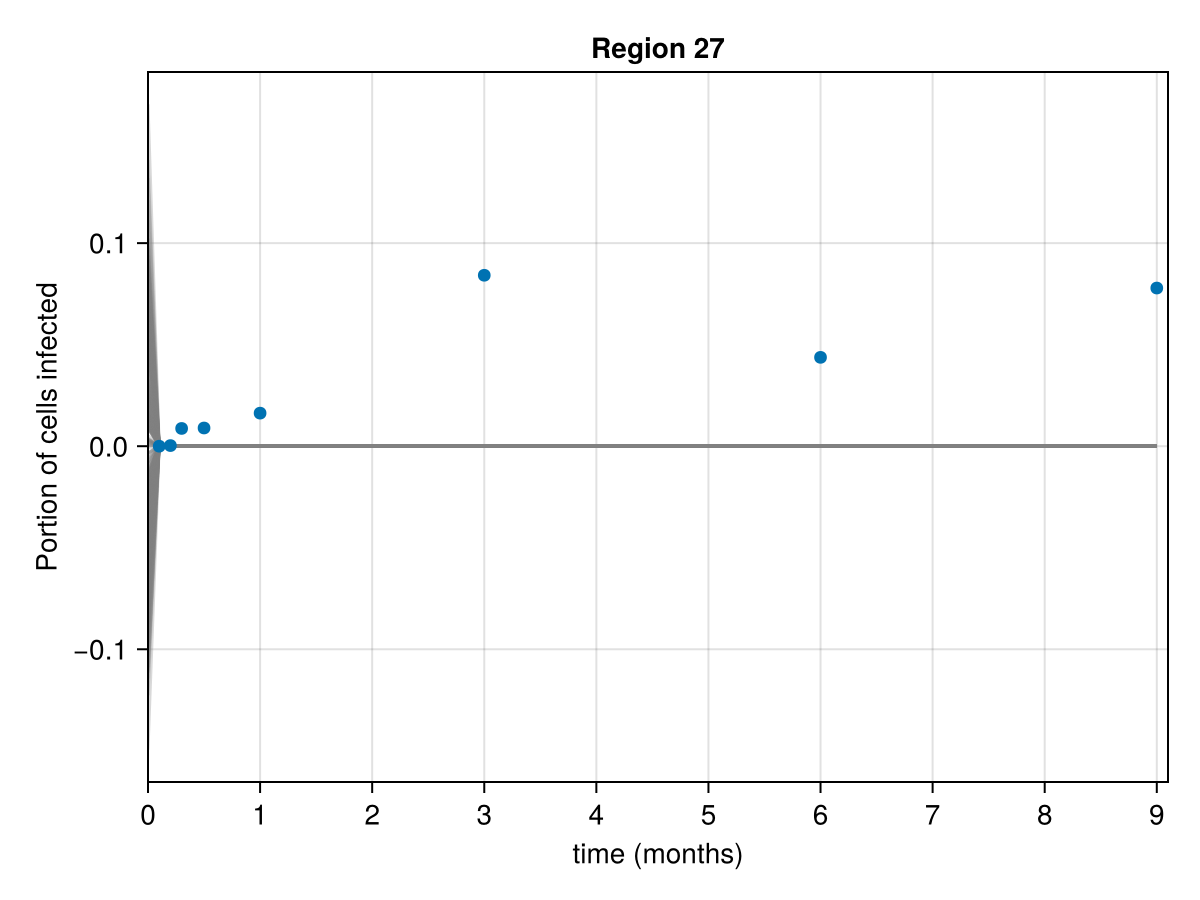 Region 27
Portion of cells infected
0.1
0.0
−0.1
0 1 2 3 4 5 6 7 8 9
time (months)